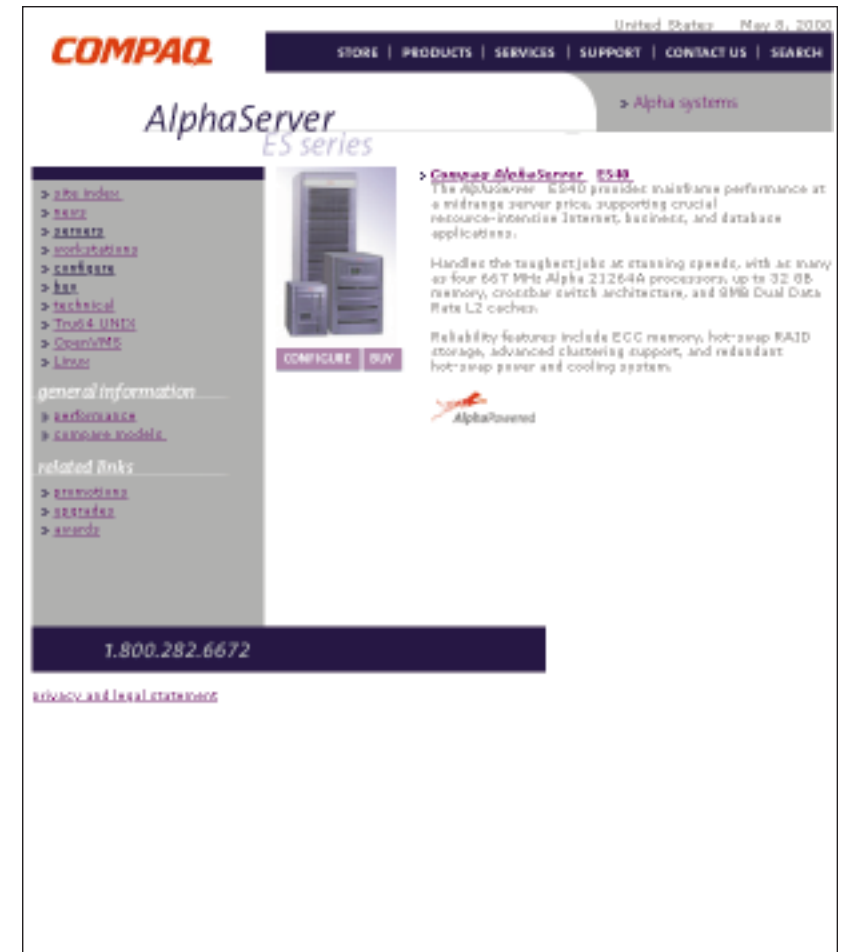 United States May 8, 2000
COMPAQ
STORE | PRODUCTS | SERVICES | SUPPORT | CONTACT US | SEARCH
> Alpha systems
AlphaServer
ES series
> site index
> news
> servers
> workstations
> configure
> buy
> technical
> Tru64 UNIX
> OpenVMS
> Linux
general information
> performance
> compare models
related links
> promotions
> upgrades
> awards
CONFIGURE BUY
> Compaq AlphaServer ES40
The AlphaServer ES40 provides mainframe performance at
a midrange server price, supporting crucial
resource-intensive Internet, business, and database
applications.
Handles the toughest jobs at stunning speeds, with as many
as four 667 MHz Alpha 21264A processors, up to 32 GB
memory, crossbar switch architecture, and 8MB Dual Data
Rate L2 caches.
Reliability features include ECC memory, hot-swap RAID
storage, advanced clustering support, and redundant
hot-swap power and cooling system.
AlphaPowered
1.800.282.6672
privacy and legal statement